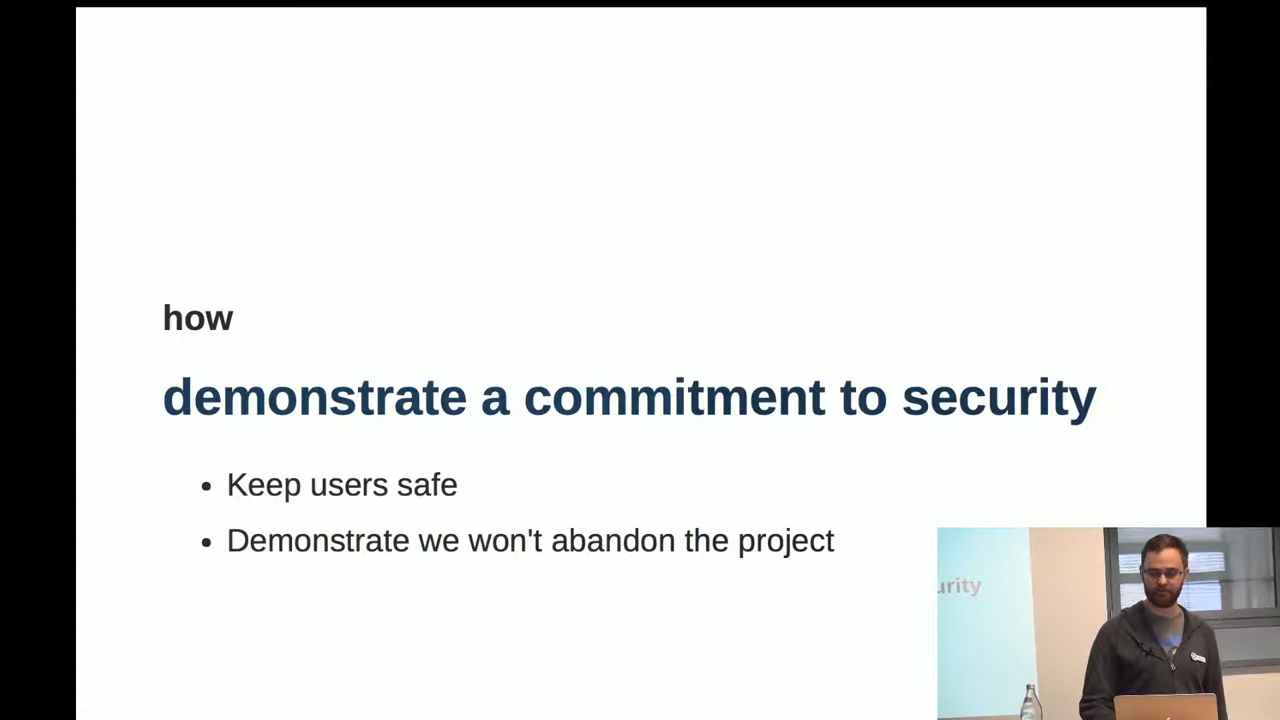 how
demonstrate a commitment to security
Keep users safe
Demonstrate we won't abandon the project
urity